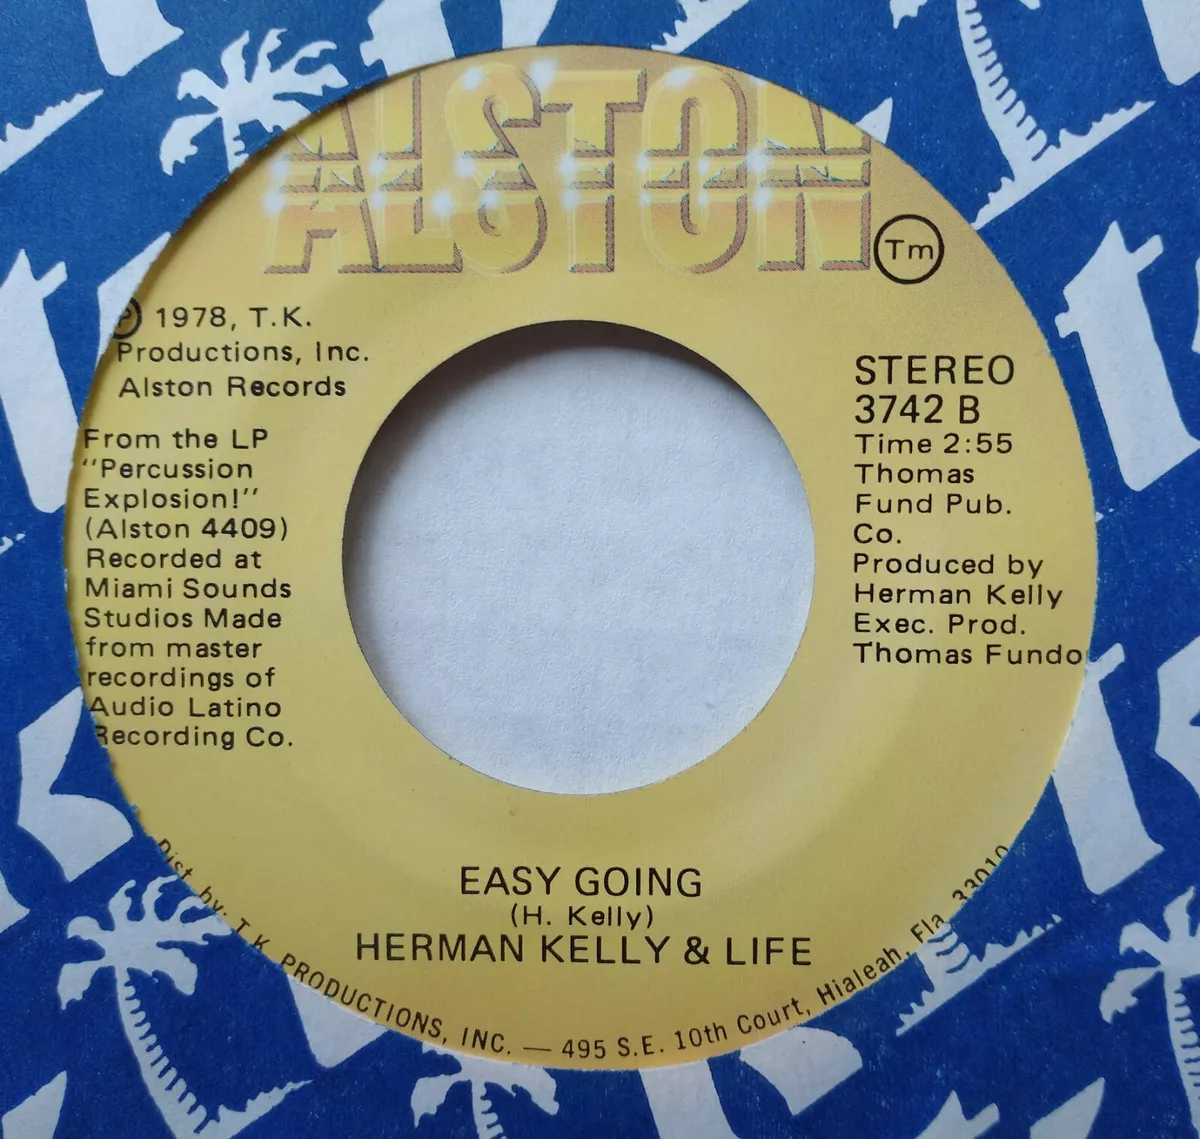 ALSTON
Tm
℗ 1978, T.K.
Productions, Inc.
Alston Records
From the LP
"Percussion
Explosion!"
(Alston 4409)
Recorded at
Miami Sounds
Studios Made
from master
recordings of
Audio Latino
Recording Co.
STEREO
3742 B
Time 2:55
Thomas
Fund Pub.
Co.
Produced by
Herman Kelly
Exec. Prod.
Thomas Fundo
EASY GOING
(H. Kelly)
HERMAN KELLY & LIFE
Dist. by: T.K. PRODUCTIONS, INC. — 495 S.E. 10th Court, Hialeah, Fla. 33010